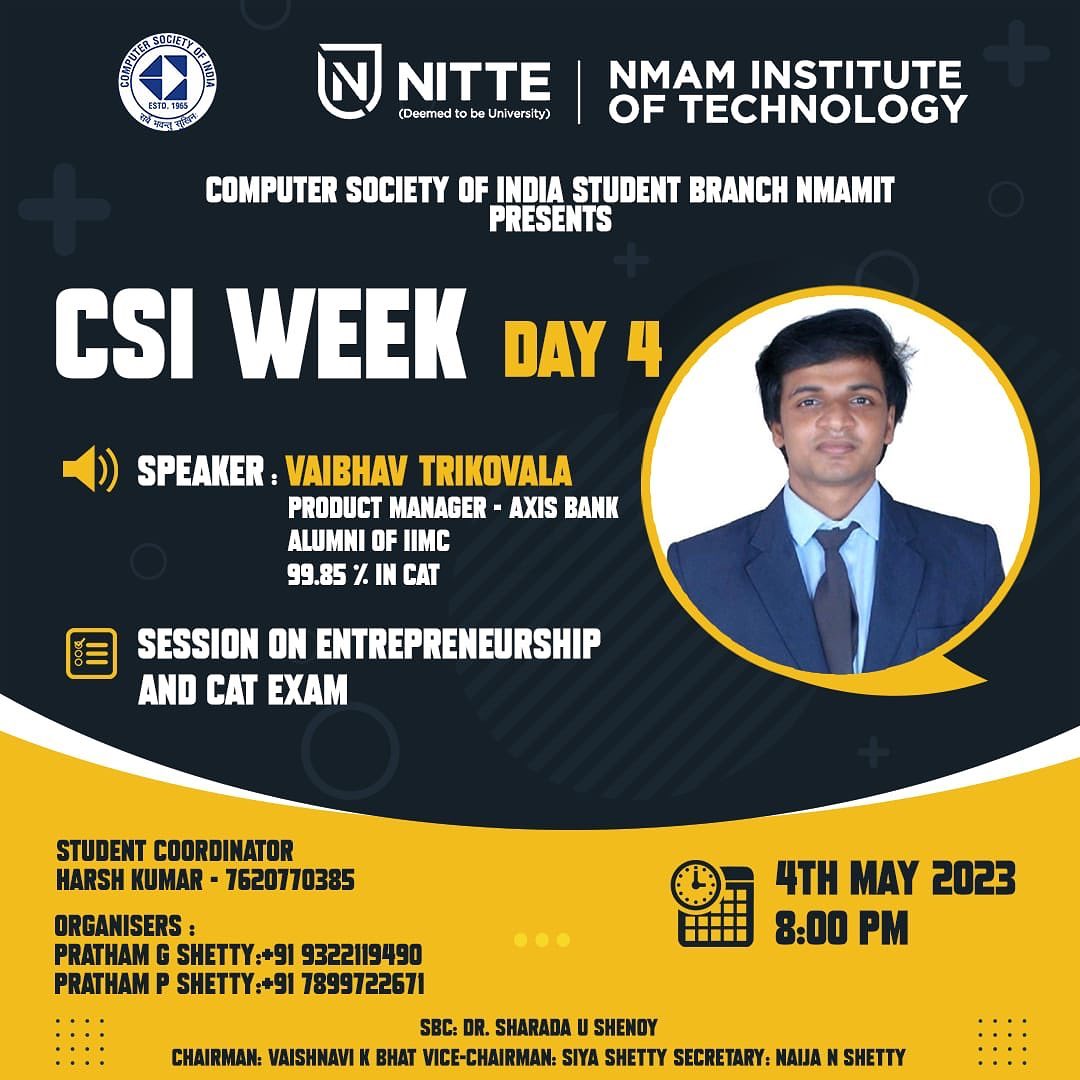 COMPUTER SOCIETY OF INDIA
ESTD. 1965
सर्वे भवन्तु सुखिनः
N NITTE
(Deemed to be University)
NMAM INSTITUTE
OF TECHNOLOGY
COMPUTER SOCIETY OF INDIA STUDENT BRANCH NMAMIT
PRESENTS
CSI WEEK DAY 4
SPEAKER : VAIBHAV TRIKOVALA
PRODUCT MANAGER - AXIS BANK
ALUMNI OF IIMC
99.85 % IN CAT
SESSION ON ENTREPRENEURSHIP
AND CAT EXAM
STUDENT COORDINATOR
HARSH KUMAR - 7620770385
ORGANISERS :
PRATHAM G SHETTY:+91 9322119490
PRATHAM P SHETTY:+91 7899722671
4TH MAY 2023
8:00 PM
SBC: DR. SHARADA U SHENOY
CHAIRMAN: VAISHNAVI K BHAT VICE-CHAIRMAN: SIYA SHETTY SECRETARY: NAIJA N SHETTY